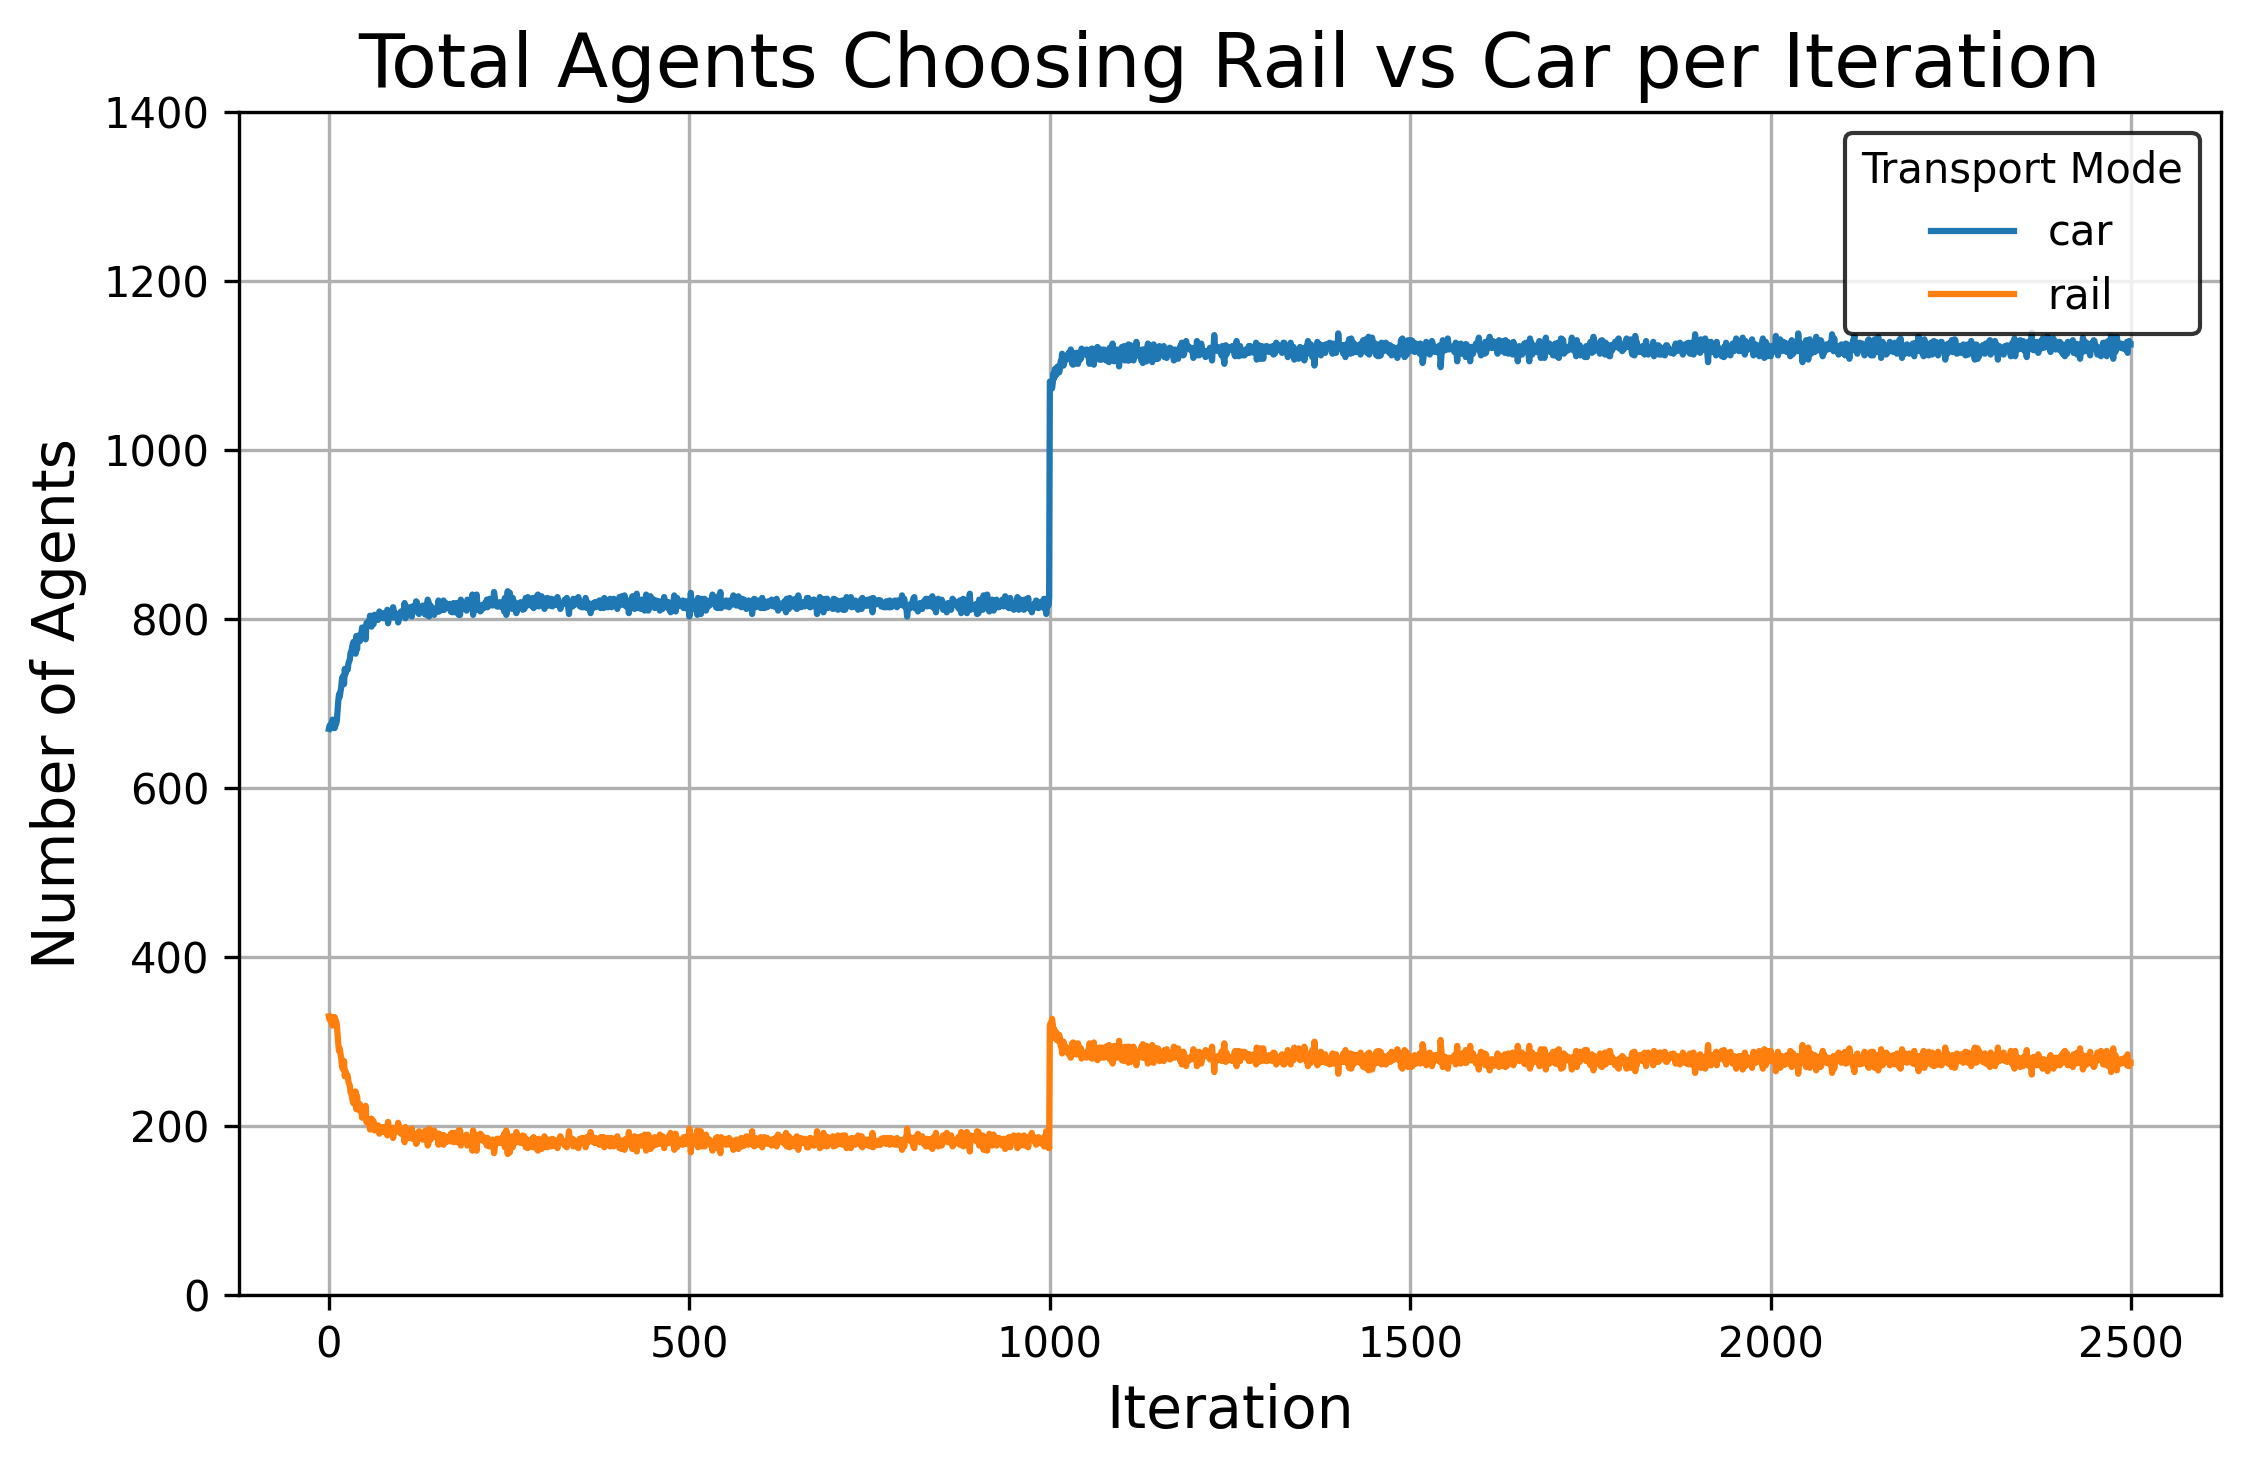 Total Agents Choosing Rail vs Car per Iteration
1400
1200
1000
800
600
400
200
0
Number of Agents
Transport Mode
car
rail
0 500 1000 1500 2000 2500
Iteration